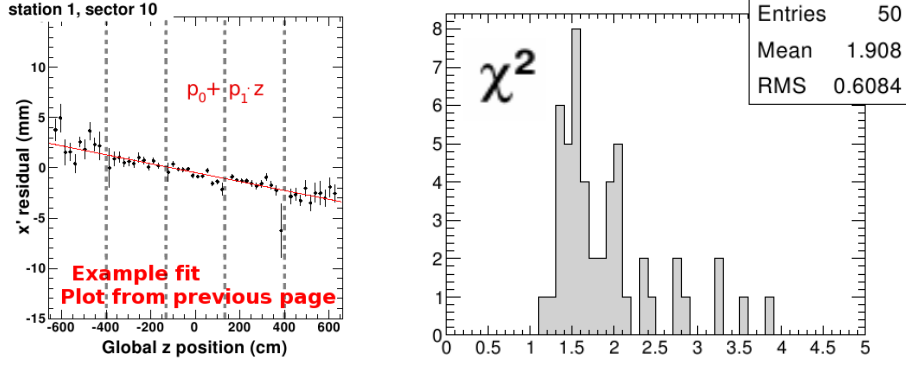 station 1, sector 10
x' residual (mm)
10
5
0
-5
-10
-15
p0+ p1·z
Example fit
Plot from previous page
-600 -400 -200 0 200 400 600
Global z position (cm)
χ2
Entries 50
Mean 1.908
RMS 0.6084
8
7
6
5
4
3
2
1
0
0 0.5 1 1.5 2 2.5 3 3.5 4 4.5 5